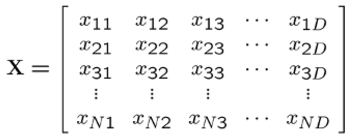 x11 x12 x13 ⋯ x1D
x21 x22 x23 ⋯ x2D
X = x31 x32 x33 ⋯ x3D
⋮ ⋮ ⋮ ⋮
xN1 xN2 xN3 ⋯ xND